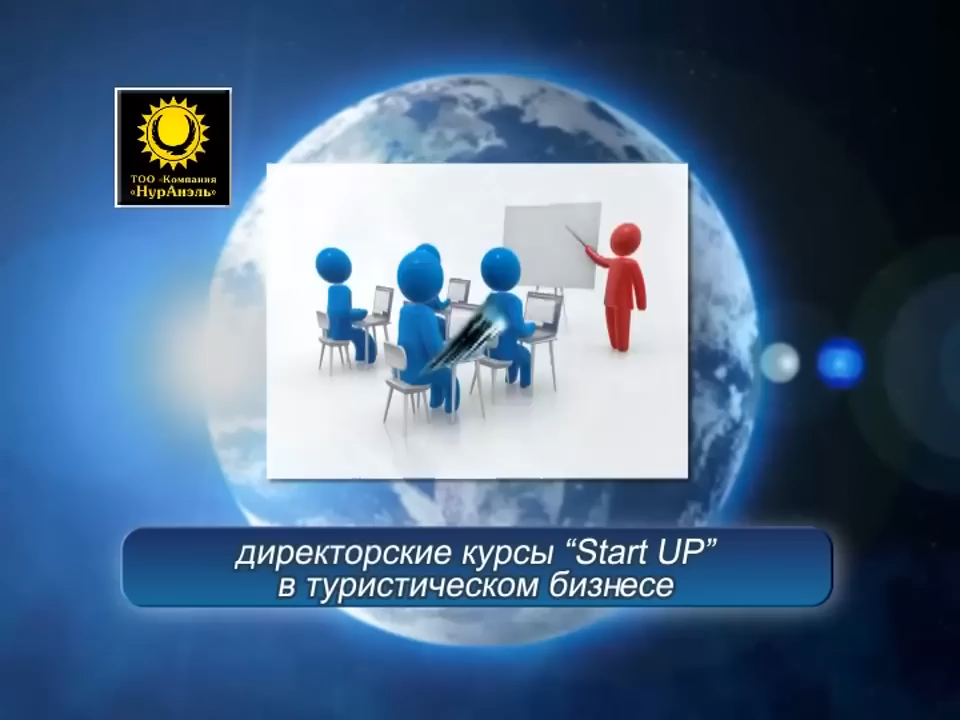 ТОО «Компания
«НурАнэль»
директорские курсы “Start UP”
в туристическом бизнесе